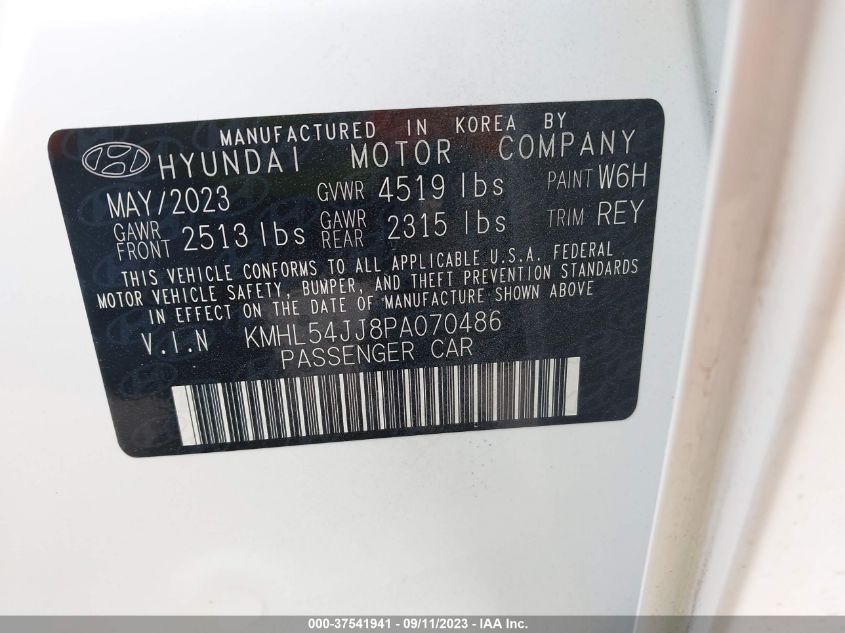 MANUFACTURED IN KOREA BY
HYUNDAI MOTOR COMPANY
MAY/2023 GVWR 4519 lbs PAINT W6H
GAWR FRONT 2513 lbs GAWR REAR 2315 lbs TRIM REY
THIS VEHICLE CONFORMS TO ALL APPLICABLE U.S.A. FEDERAL
MOTOR VEHICLE SAFETY, BUMPER, AND THEFT PREVENTION STANDARDS
IN EFFECT ON THE DATE OF MANUFACTURE SHOWN ABOVE
V.I.N KMHL54JJ8PA070486
PASSENGER CAR
000-37541941 - 09/11/2023 - IAA Inc.